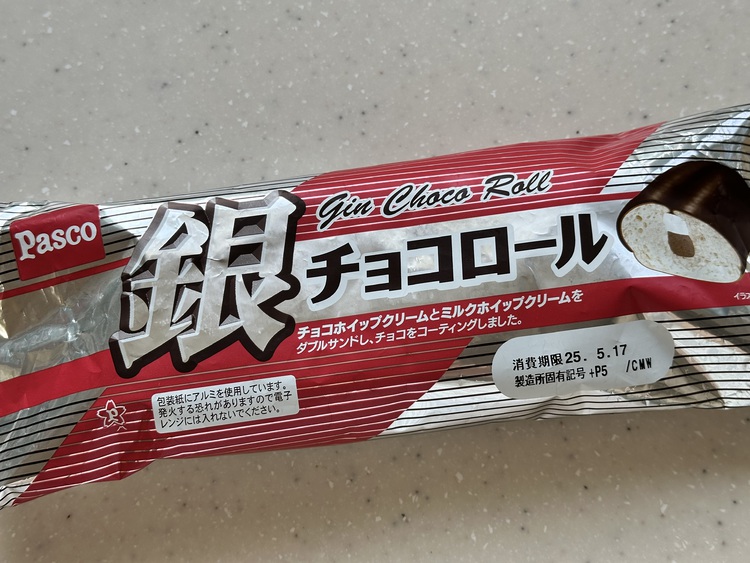 Pasco
Gin Choco Roll
銀チョコロール
チョコホイップクリームとミルクホイップクリームを
ダブルサンドし、チョコをコーティングしました。
消費期限25. 5.17
製造所固有記号 +P5 /CMW
包装紙にアルミを使用しています。
発火する恐れがありますので電子
レンジには入れないでください。
イラス